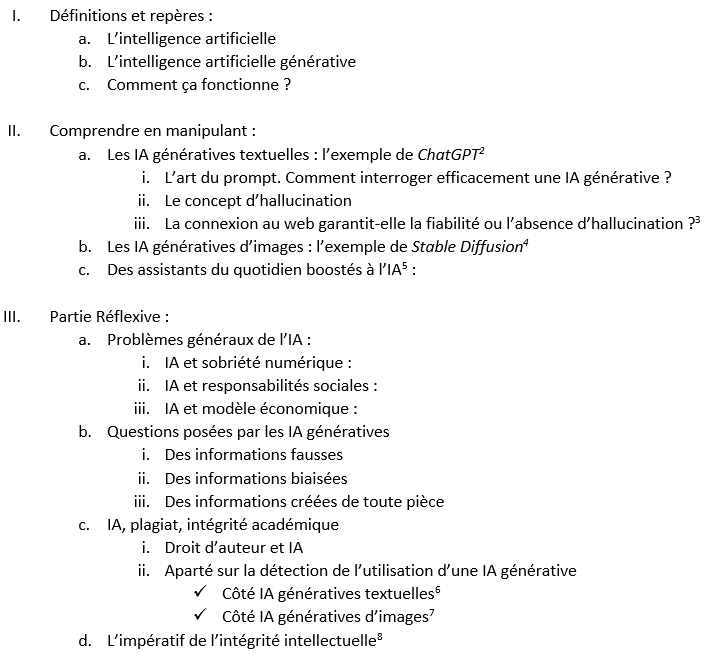 I. Définitions et repères :
a. L’intelligence artificielle
b. L’intelligence artificielle générative
c. Comment ça fonctionne ?
II. Comprendre en manipulant :
a. Les IA génératives textuelles : l’exemple de ChatGPT²
i. L’art du prompt. Comment interroger efficacement une IA générative ?
ii. Le concept d’hallucination
iii. La connexion au web garantit-elle la fiabilité ou l’absence d’hallucination ?³
b. Les IA génératives d’images : l’exemple de Stable Diffusion⁴
c. Des assistants du quotidien boostés à l’IA⁵ :
III. Partie Réflexive :
a. Problèmes généraux de l’IA :
i. IA et sobriété numérique :
ii. IA et responsabilités sociales :
iii. IA et modèle économique :
b. Questions posées par les IA génératives
i. Des informations fausses
ii. Des informations biaisées
iii. Des informations créées de toute pièce
c. IA, plagiat, intégrité académique
i. Droit d’auteur et IA
ii. Aparté sur la détection de l’utilisation d’une IA générative
✓ Côté IA génératives textuelles⁶
✓ Côté IA génératives d’images⁷
d. L’impératif de l’intégrité intellectuelle⁸